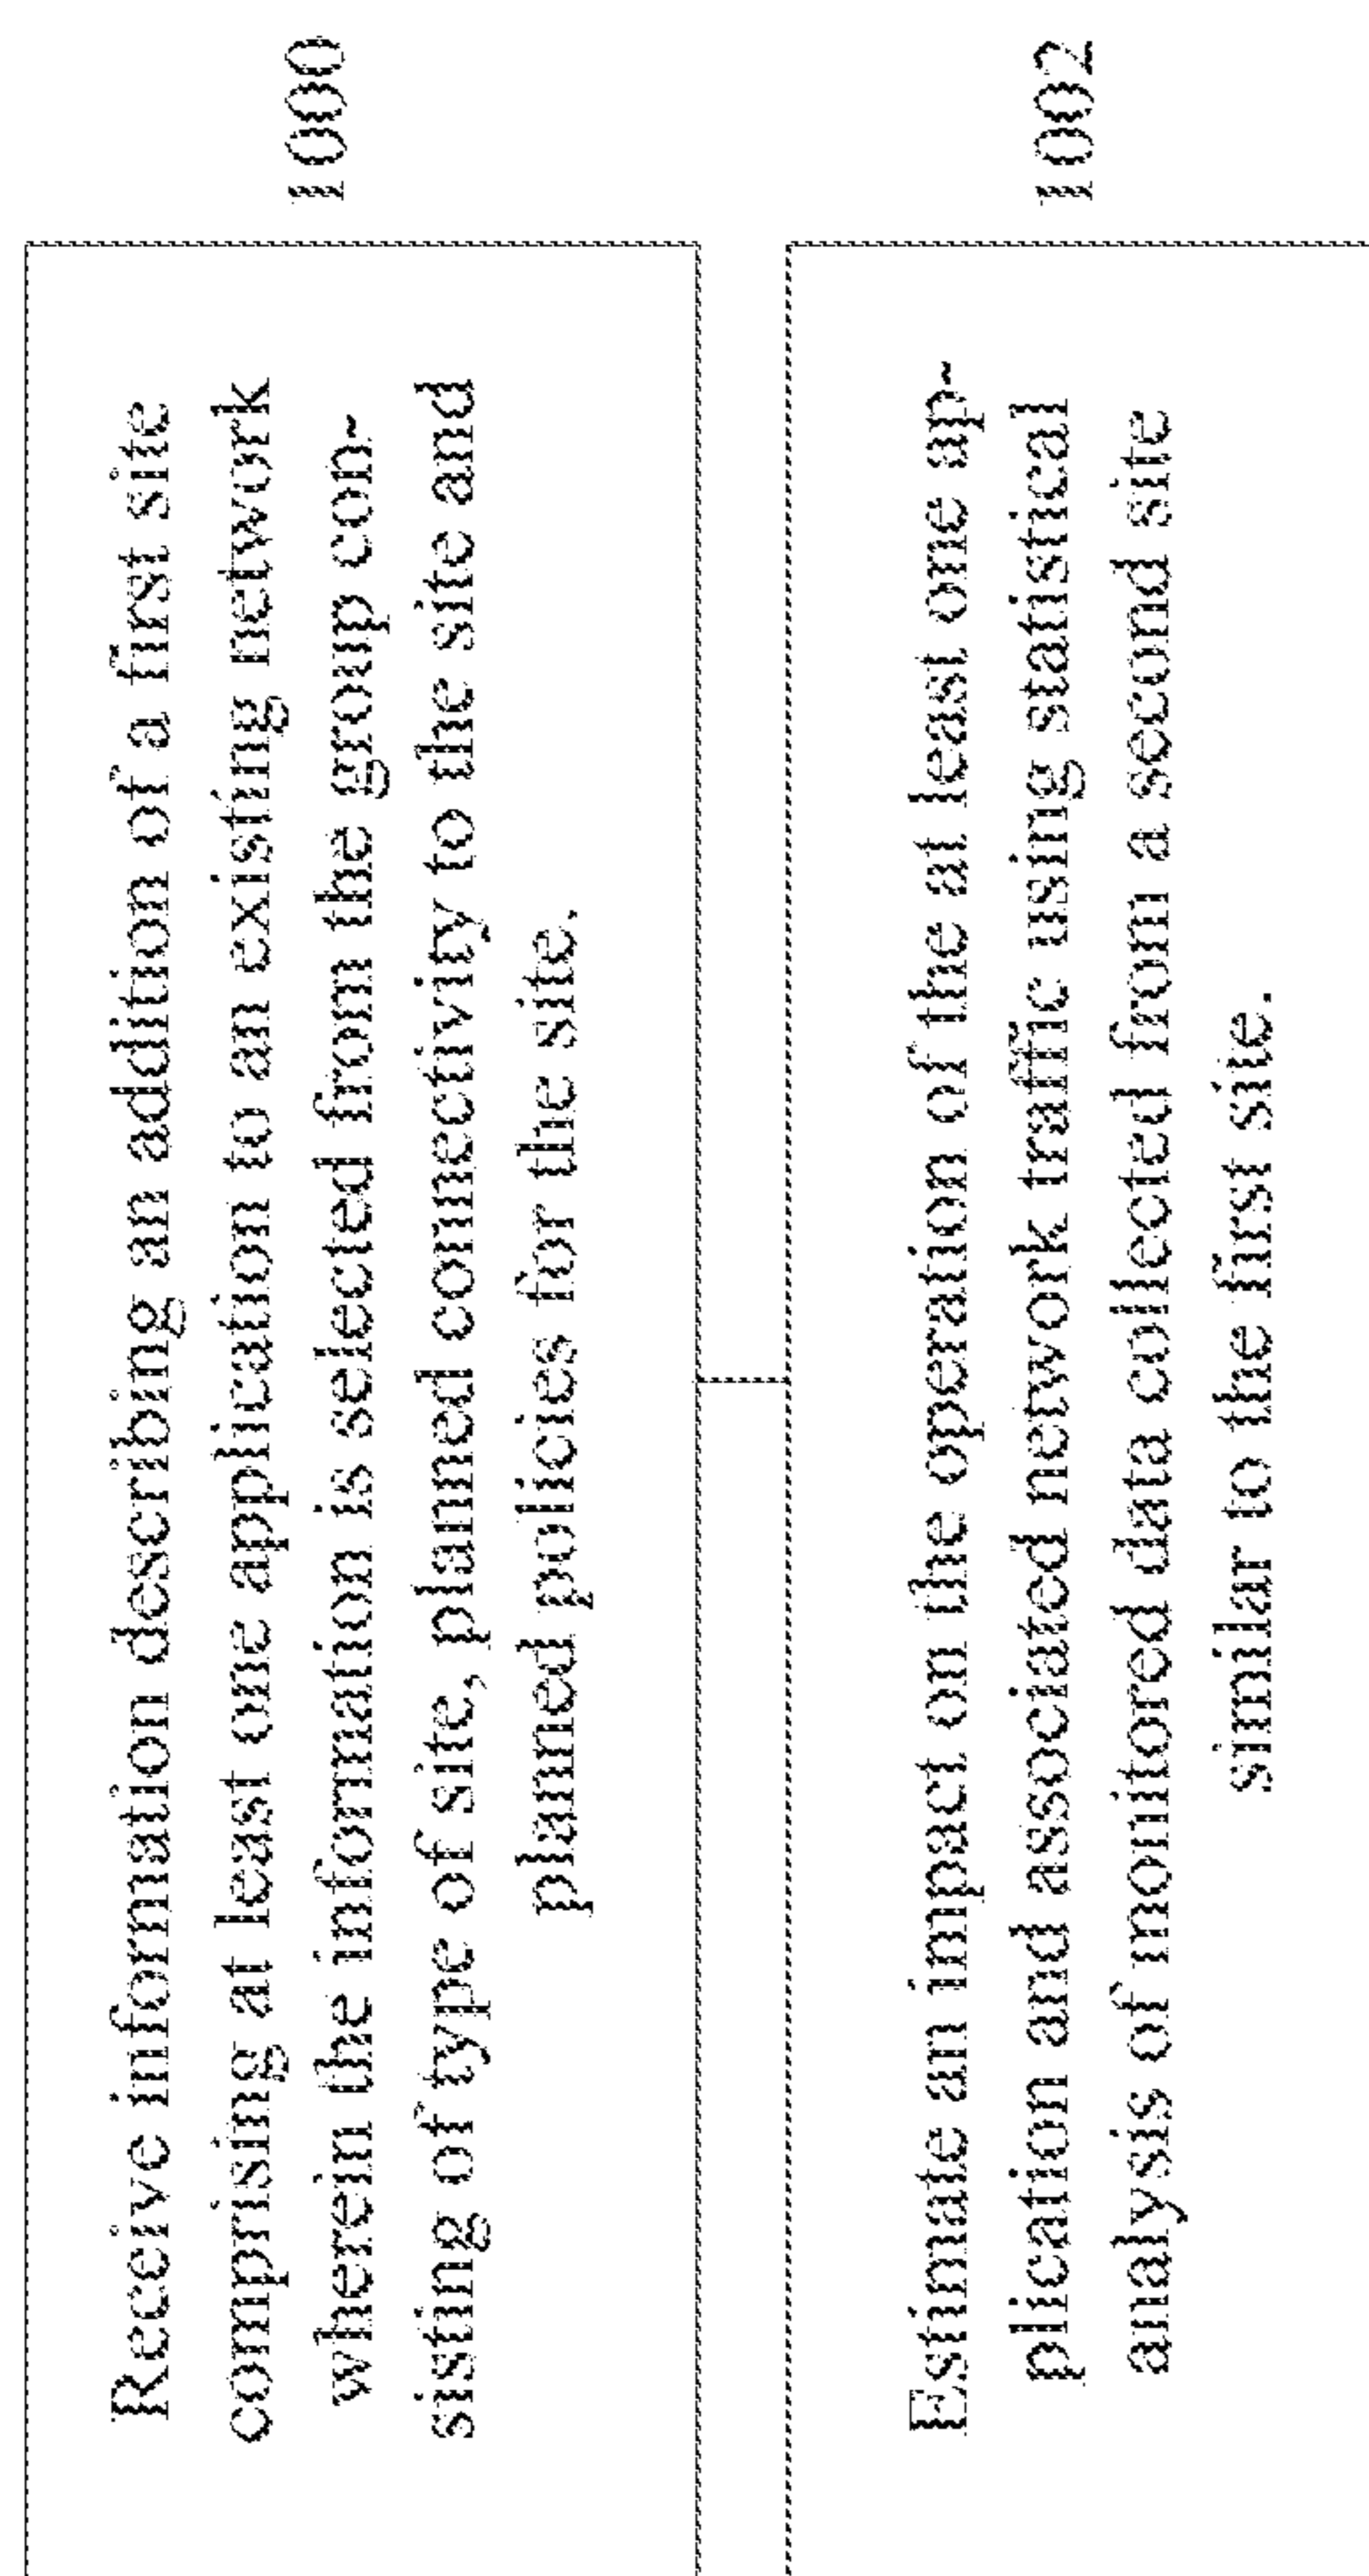 Receive information describing an addition of a first site
comprising at least one application to an existing network
wherein the information is selected from the group con-
sisting of type of site, planned connectivity to the site and
planned policies for the site.
1000
Estimate an impact on the operation of the at least one ap-
plication and associated network traffic using statistical
analysis of monitored data collected from a second site
similar to the first site.
1002